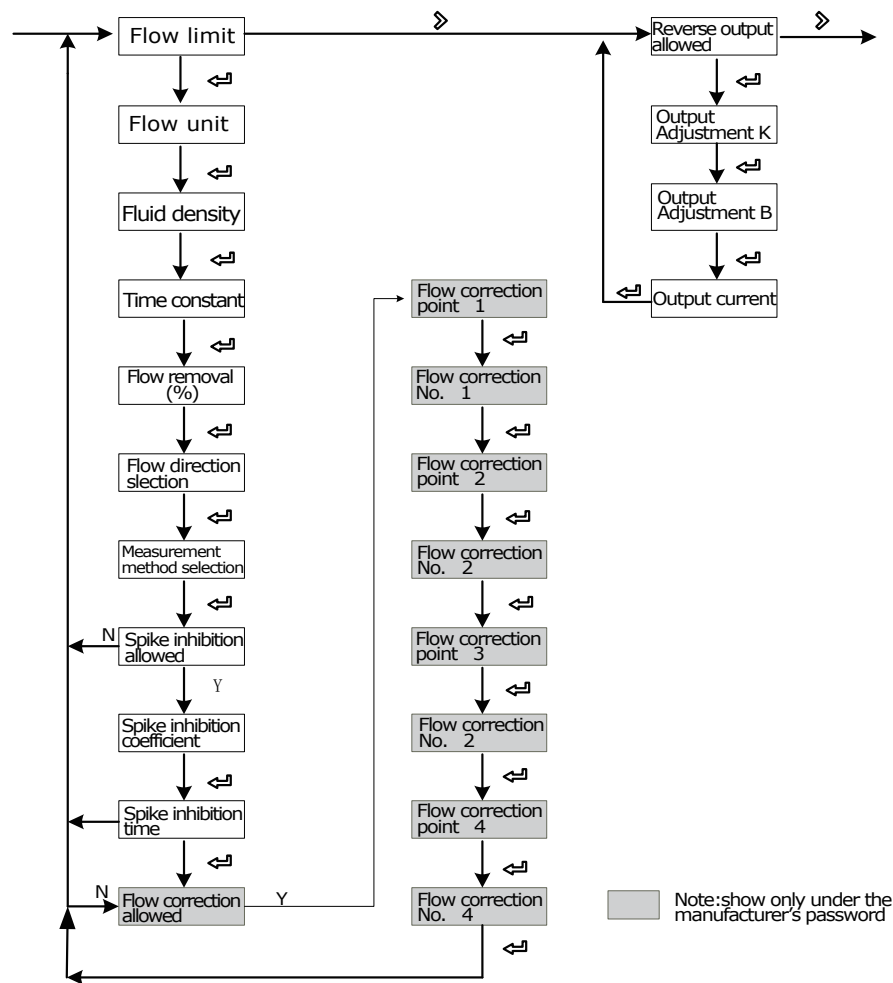 Flow limit
Flow unit
Fluid density
Time constant
Flow removal
(%)
Flow direction
slection
Measurement
method selection
N
Spike inhibition
allowed
Y
Spike inhibition
coefficient
Spike inhibition
time
N
Flow correction
allowed
Y
Flow correction
point 1
Flow correction
No. 1
Flow correction
point 2
Flow correction
No. 2
Flow correction
point 3
Flow correction
No. 2
Flow correction
point 4
Flow correction
No. 4
Reverse output
allowed
Output
Adjustment K
Output
Adjustment B
Output current
Note:show only under the
manufacturer's password